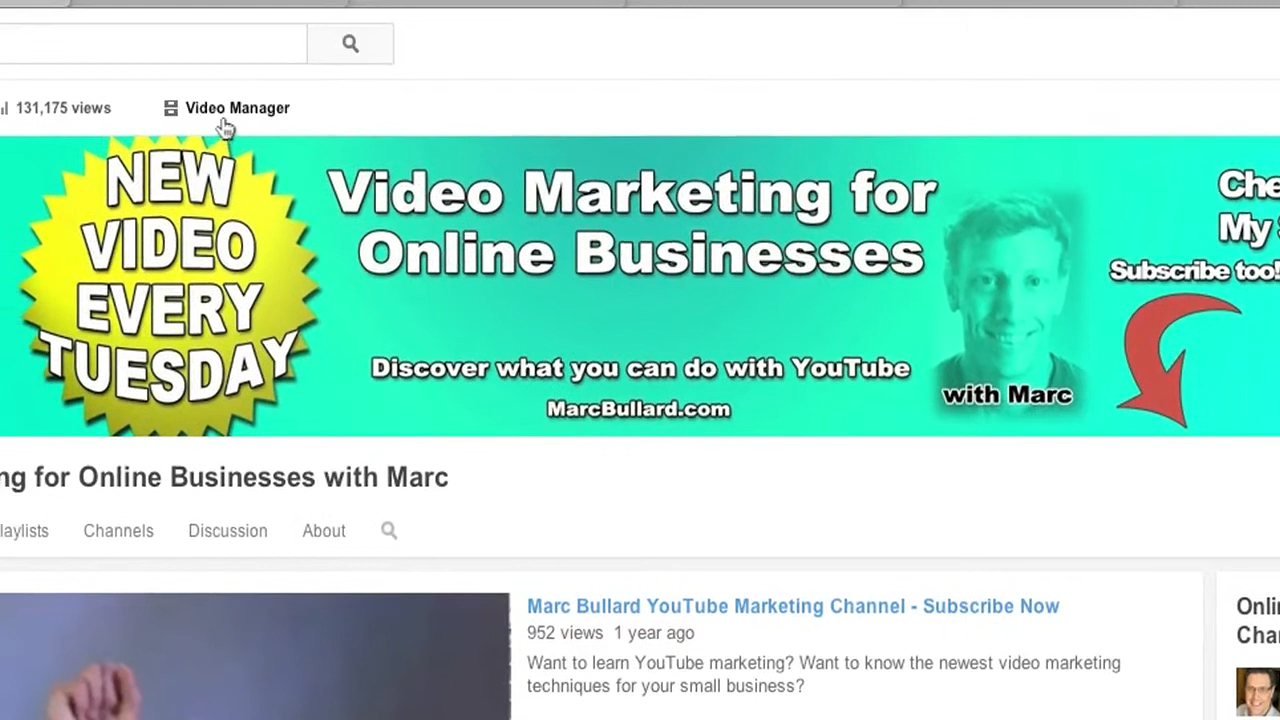 131,175 views
Video Manager
NEW
VIDEO
EVERY
TUESDAY
Video Marketing for
Online Businesses
Discover what you can do with YouTube
MarcBullard.com
with Marc
My
Subscribe too!
for Online Businesses with Marc
Channels
Discussion
About
Marc Bullard YouTube Marketing Channel - Subscribe Now
952 views 1 year ago
Want to learn YouTube marketing? Want to know the newest video marketing
techniques for your small business?